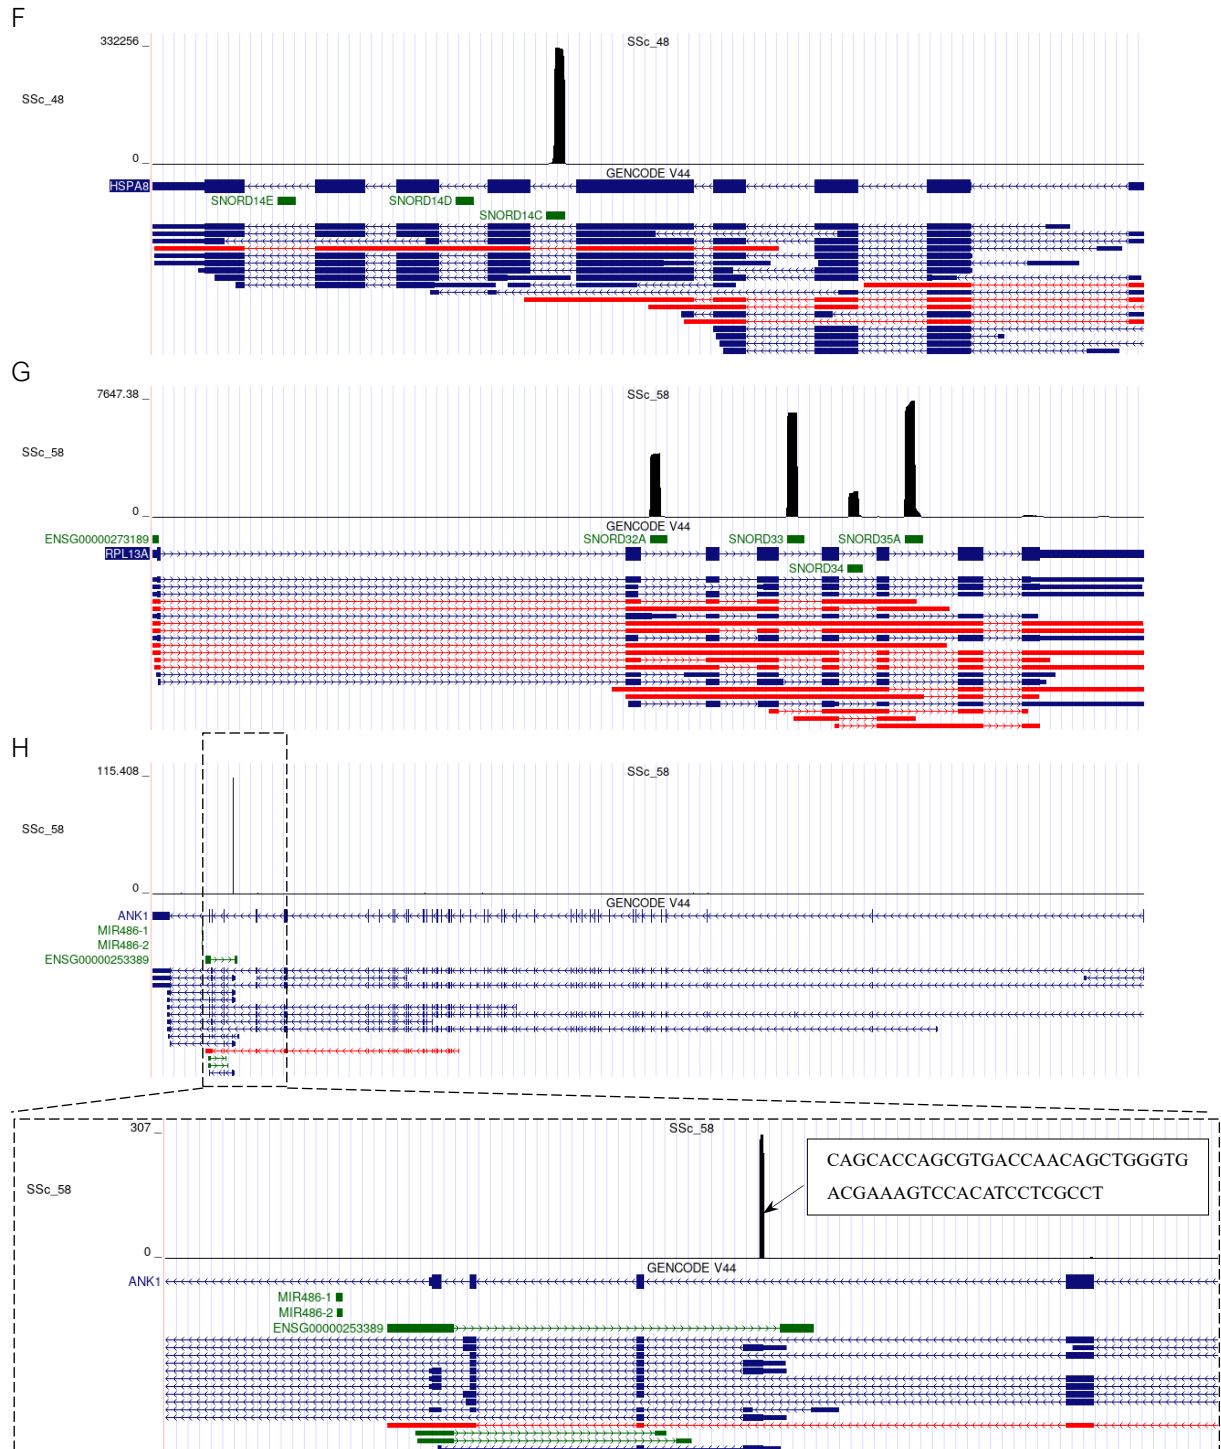 F
332256
SSc_48
SSc_48
0
GENCODE V44
HSPA8
SNORD14E
SNORD14D
SNORD14C
G
7647.38
SSc_58
SSc_58
0
GENCODE V44
ENSG00000273189
SNORD32A
SNORD33
SNORD35A
RPL13A
SNORD34
H
115.408
SSc_58
SSc_58
0
GENCODE V44
ANK1
MIR486-1
MIR486-2
ENSG00000253389
307
SSc_58
CAGCACCAGCGTGACCAACAGCTGGGTG
SSc_58
ACGAAAGTCCACATCCTCGCCT
0
GENCODE V44
ANK1
MIR486-1
MIR486-2
ENSG00000253389